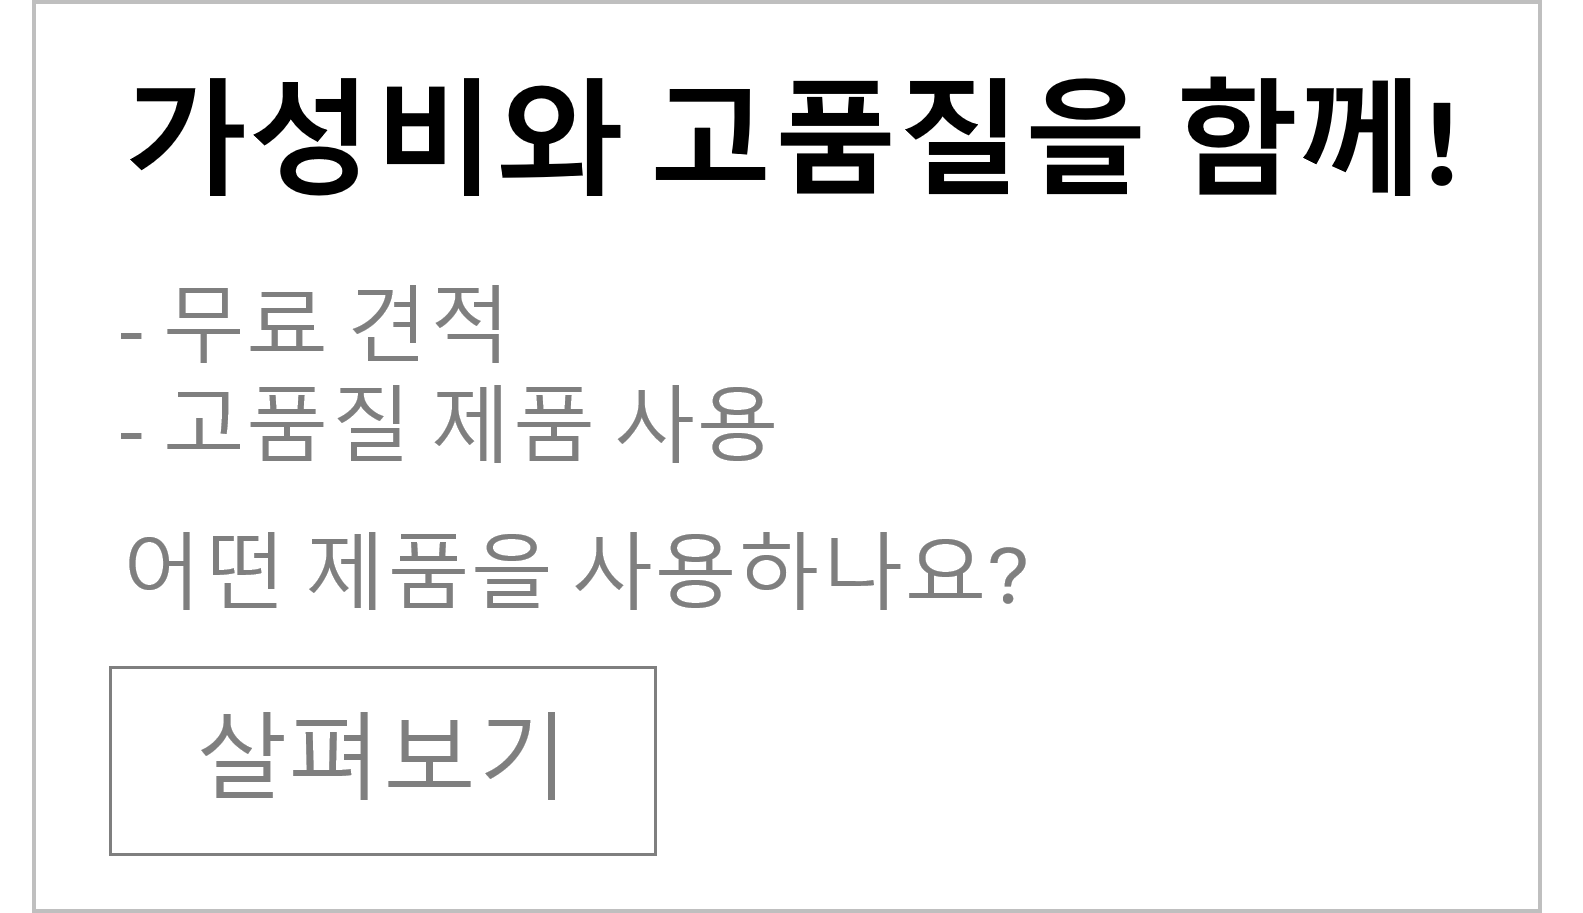 가성비와 고품질을 함께!
- 무료 견적
- 고품질 제품 사용
어떤 제품을 사용하나요?
살펴보기